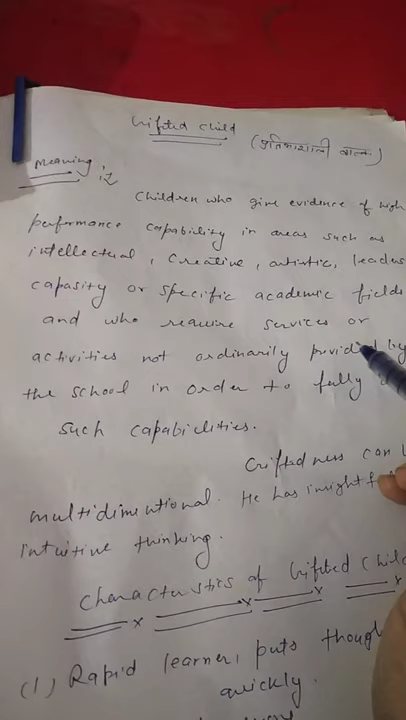 Gifted child (प्रतिभाशाली बालक)
Meaning :-
Children who give evidence of high
performance capability in areas such as
intellectual, creative, artistic, leaders
capasity or specific academic fields
and who require services or
activities not ordinarily provided by
the school in order to fully
such capabilities.
Giftedness can
multidimentional. He has insight
intuitive thinking.
Characteristics of Gifted Child
(1) Rapid learner, puts though
quickly.